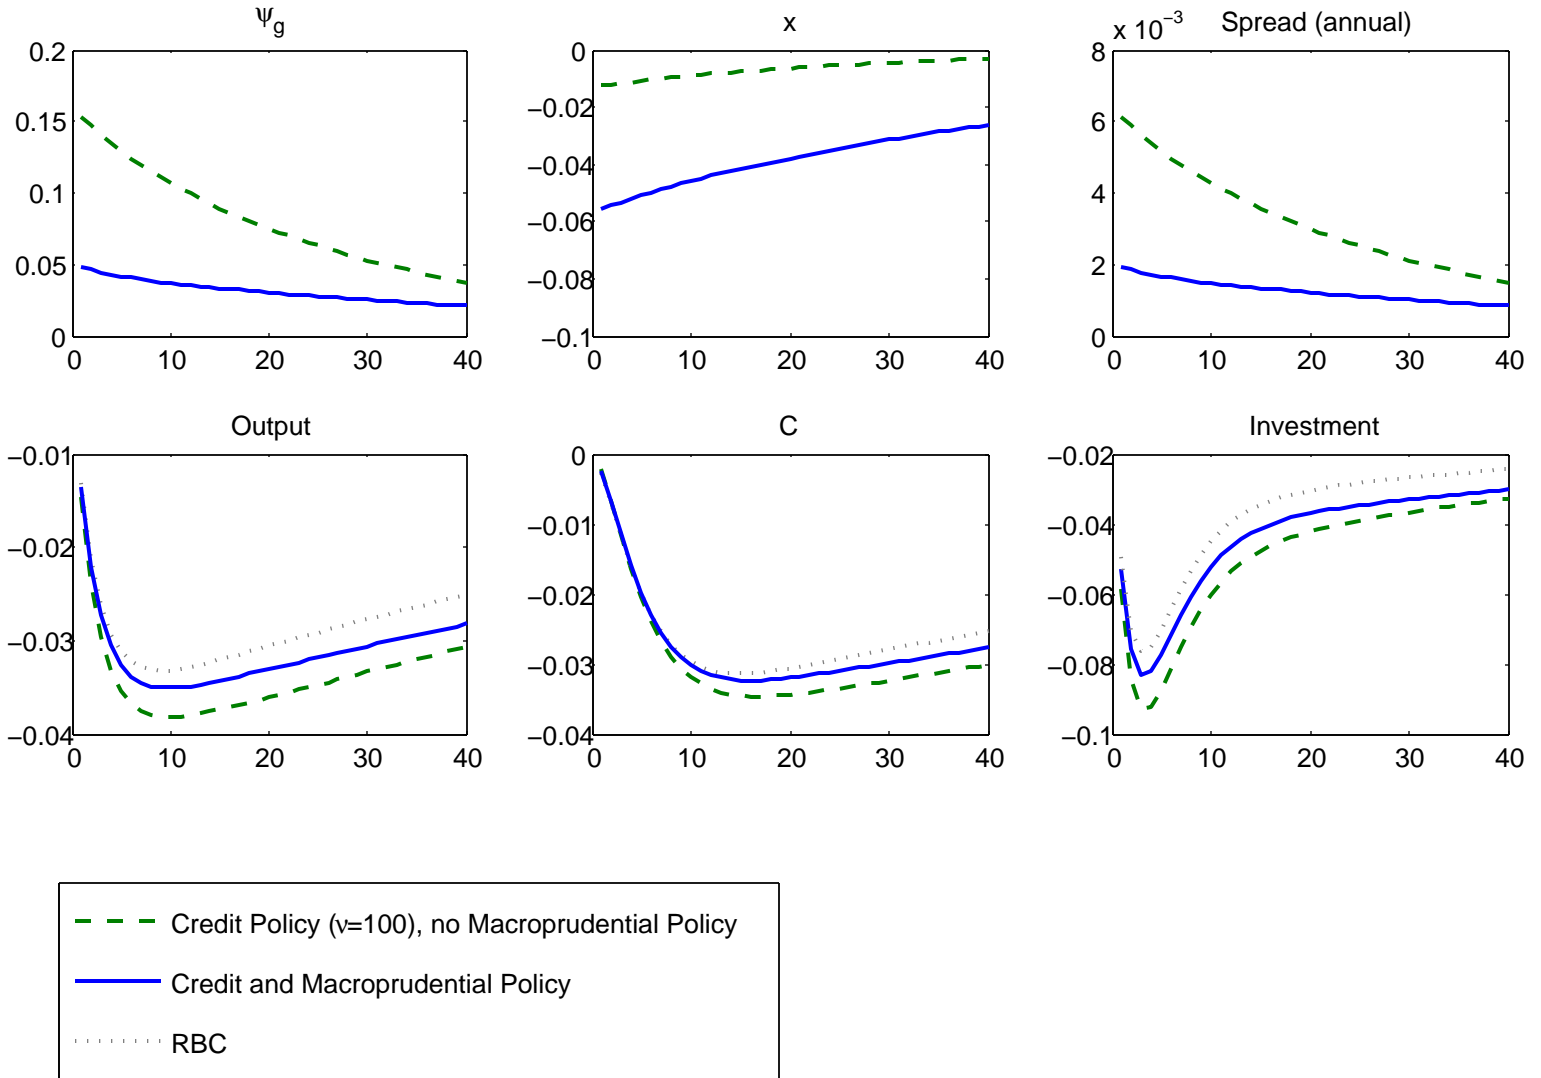 ψg
x
x 10−3 Spread (annual)
0.2
0.15
0.1
0.05
0
0 10 20 30 40
0
−0.02
−0.04
−0.06
−0.08
−0.1
0 10 20 30 40
8
6
4
2
0
0 10 20 30 40
Output
C
Investment
−0.01
−0.02
−0.03
−0.04
0 10 20 30 40
0
−0.01
−0.02
−0.03
−0.04
0 10 20 30 40
−0.02
−0.04
−0.06
−0.08
−0.1
0 10 20 30 40
Credit Policy (ν=100), no Macroprudential Policy
Credit and Macroprudential Policy
RBC